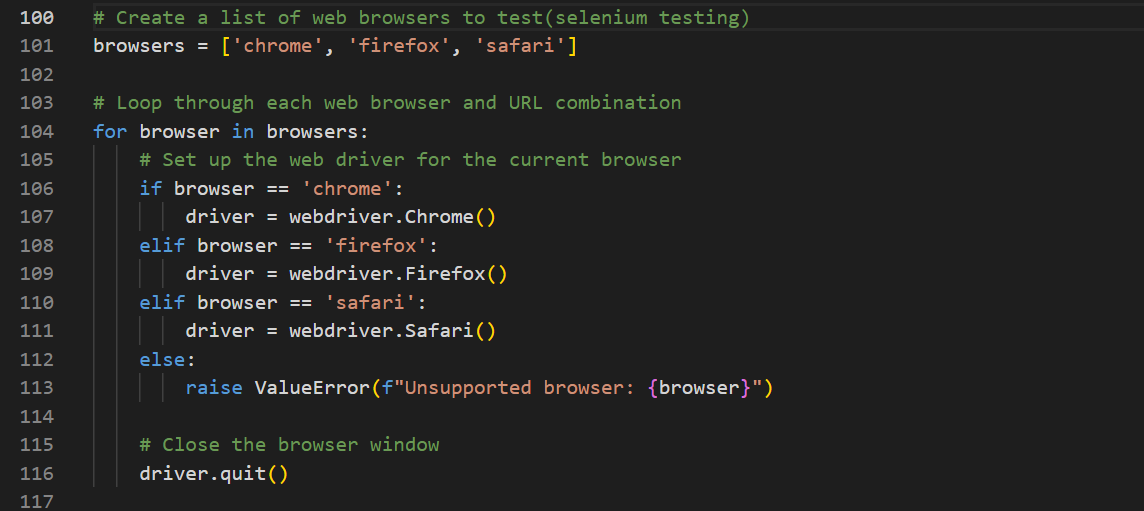 100 # Create a list of web browsers to test(selenium testing)
101 browsers = ['chrome', 'firefox', 'safari']
102
103 # Loop through each web browser and URL combination
104 for browser in browsers:
105     # Set up the web driver for the current browser
106     if browser == 'chrome':
107         driver = webdriver.Chrome()
108     elif browser == 'firefox':
109         driver = webdriver.Firefox()
110     elif browser == 'safari':
111         driver = webdriver.Safari()
112     else:
113         raise ValueError(f"Unsupported browser: {browser}")
114
115     # Close the browser window
116     driver.quit()
117